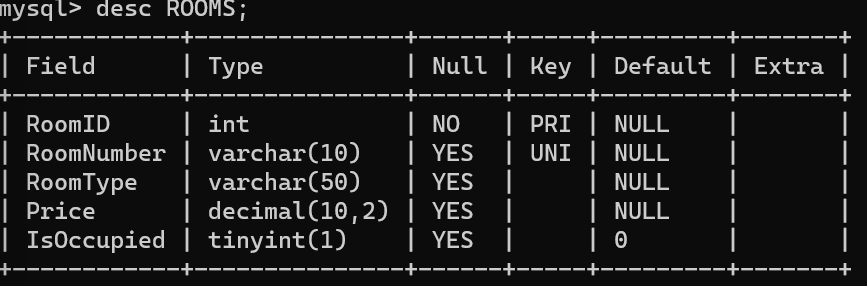 mysql> desc ROOMS;
+------------+---------------+------+-----+---------+-------+
| Field      | Type          | Null | Key | Default | Extra |
+------------+---------------+------+-----+---------+-------+
| RoomID     | int           | NO   | PRI | NULL    |       |
| RoomNumber | varchar(10)   | YES  | UNI | NULL    |       |
| RoomType   | varchar(50)   | YES  |     | NULL    |       |
| Price      | decimal(10,2) | YES  |     | NULL    |       |
| IsOccupied | tinyint(1)    | YES  |     | 0       |       |
+------------+---------------+------+-----+---------+-------+